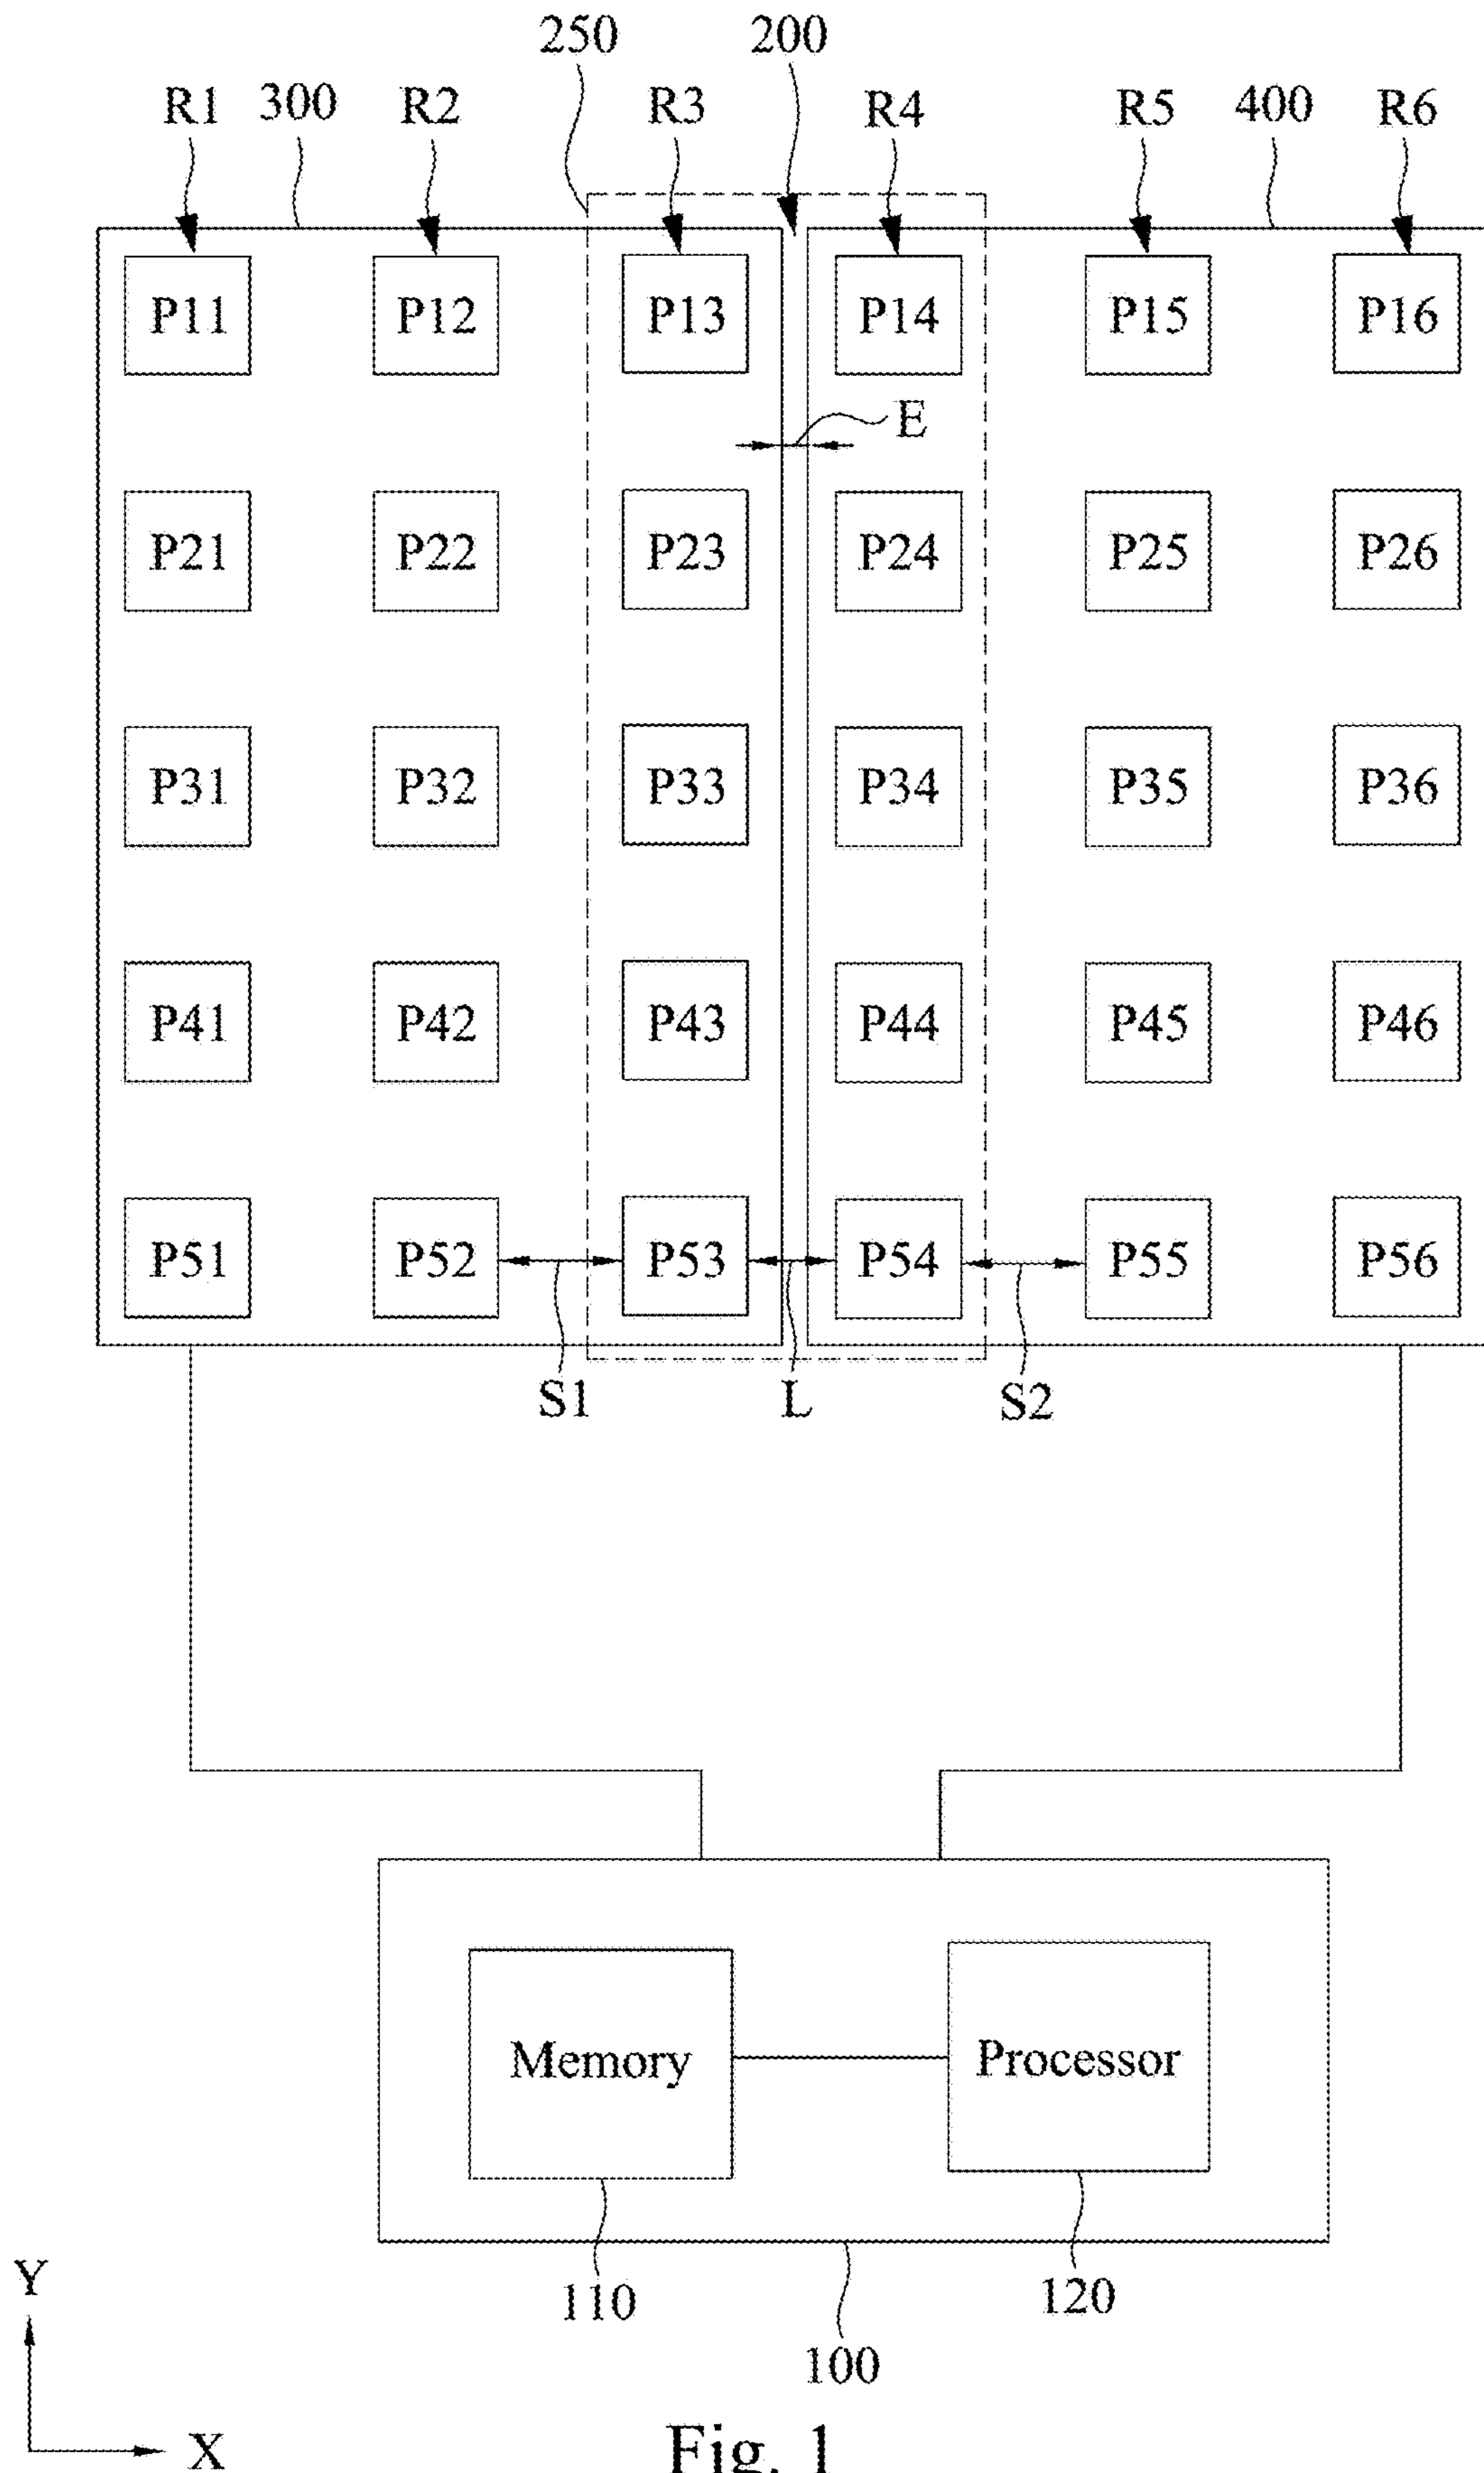 250 200
R1 300 R2 R3 R4 R5 400 R6
P11 P12 P13 P14 P15 P16
E
P21 P22 P23 P24 P25 P26
P31 P32 P33 P34 P35 P36
P41 P42 P43 P44 P45 P46
P51 P52 P53 P54 P55 P56
S1 L S2
Memory Processor
110 120
100
Y
X
Fig. 1